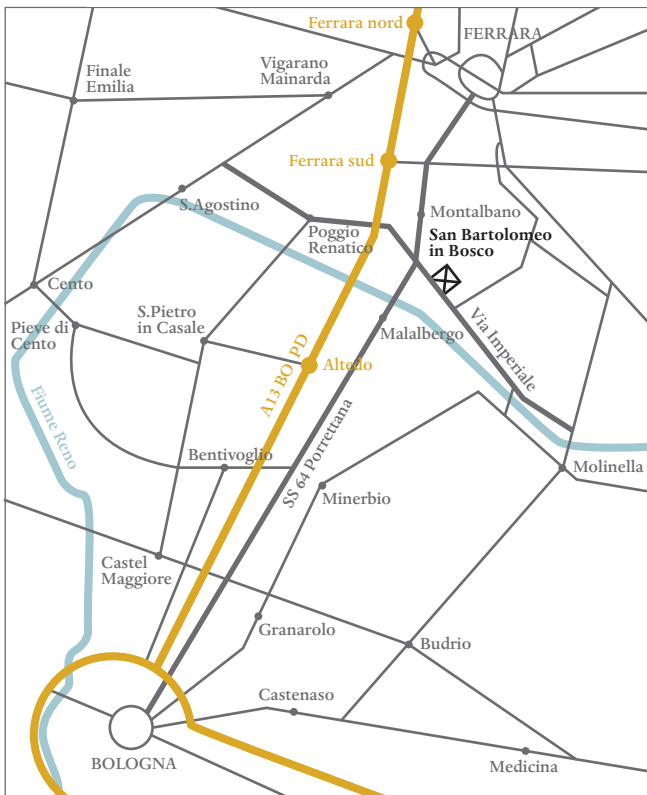 Ferrara nord
FERRARA
Finale
Emilia
Vigarano
Mainarda
Ferrara sud
S.Agostino
Montalbano
Poggio
Renatico
San Bartolomeo
in Bosco
Cento
Pieve di
Cento
S.Pietro
in Casale
Malalbergo
Via Imperiale
A13 BO_PD
Altedo
Fiume Reno
SS 64 Porrettana
Bentivoglio
Molinella
Minerbio
Castel
Maggiore
Granarolo
Budrio
Castenaso
BOLOGNA
Medicina